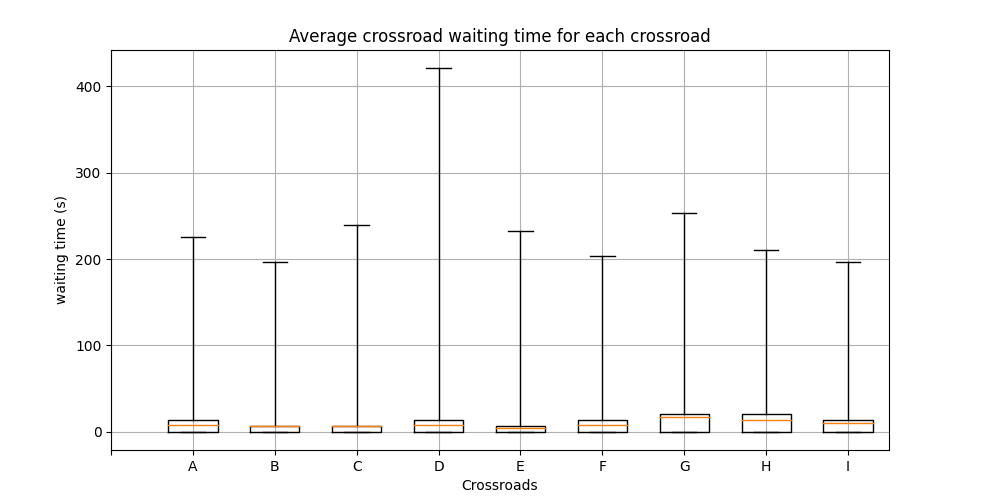 Average crossroad waiting time for each crossroad
waiting time (s)
400
300
200
100
0
A B C D E F G H I
Crossroads